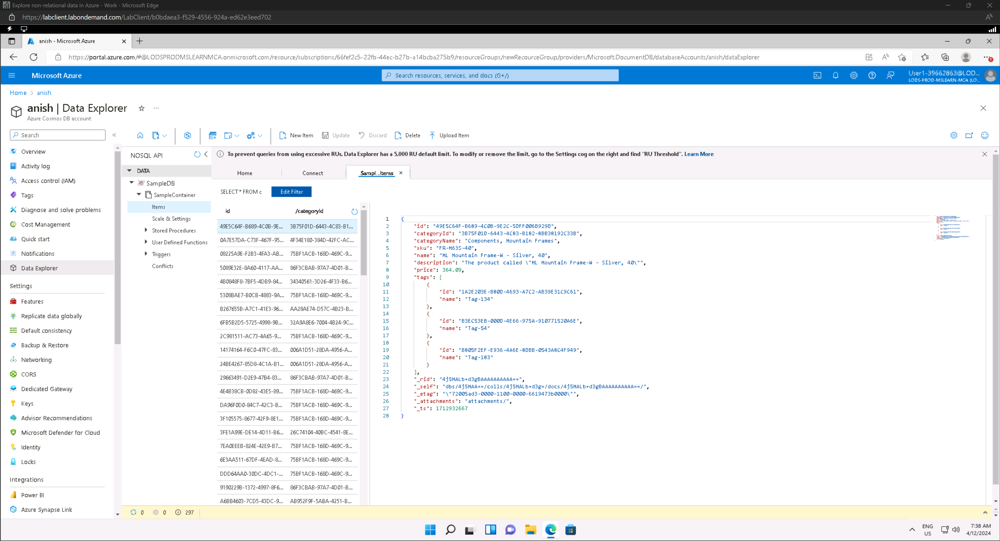 Explore non-relational data in Azure - Work - Microsoft Edge
https://labclient.labondemand.com/LabClient/b0bdaea3-f529-4556-924a-ed62e3eed702
anish - Microsoft Azure
https://portal.azure.com/#@LODSPRODMSLEARNMCA.onmicrosoft.com/resource/subscriptions/66fef2c5-22fb-44ec-b27b-a14bcba275b9/resourceGroups/newRecourceGroup/providers/Microsoft.DocumentDB/databaseAccounts/anish/dataExplorer
Microsoft Azure
Search resources, services, and docs (G+/)
User1-39662863@LOD...
LODS-PROD-MSLEARN-MCA (LO...
Home > anish
anish | Data Explorer
Azure Cosmos DB account
Search
New Item
Update
Discard
Delete
Upload Item
Overview
Activity log
Access control (IAM)
Tags
Diagnose and solve problems
Cost Management
Quick start
Notifications
Data Explorer
Settings
Features
Replicate data globally
Default consistency
Backup & Restore
Networking
CORS
Dedicated Gateway
Keys
Advisor Recommendations
Microsoft Defender for Cloud
Identity
Locks
Integrations
Power BI
Azure Synapse Link
NOSQL API
DATA
SampleDB
SampleContainer
Items
Scale & Settings
Stored Procedures
User Defined Functions
Triggers
Conflicts
To prevent queries from using excessive RUs, Data Explorer has a 5,000 RU default limit. To modify or remove the limit, go to the Settings cog on the right and find "RU Threshold". Learn More
Home
Connect
Sampl...Items
SELECT * FROM c
Edit Filter
id /categoryId
49E5C64F-B689-4C0B-9E... 3B75F01D-6443-4C83-B1...
0A7E57DA-C73F-467F-95... 4F34E180-384D-42FC-AC...
08225A9E-F2B3-4FA3-AB... 75BF1ACB-168D-469C-9...
5089E32E-8A60-4117-AA... 86F3CBAB-97A7-4D01-B...
4B0848F8-7BF5-4DB9-84... 34340561-3D26-4F33-B6...
5308BAE7-B0CB-4883-9A... 75BF1ACB-168D-469C-9...
B267655B-A7C1-41E3-96... AA28AE74-D57C-4B23-B...
6FB5B2D5-5725-4998-9B... 32A9A8E6-7004-4B24-9C...
2C981511-AC73-4A65-9... 75BF1ACB-168D-469C-9...
14174164-F6C0-47FC-83... 006A1D51-28DA-4956-A...
24BE4267-85D8-4C1A-B1... 006A1D51-28DA-4956-A...
29663491-D2E9-47B4-83... 86F3CBAB-97A7-4D01-B...
4E4B38CB-0D82-43E5-89... 75BF1ACB-168D-469C-9...
DA96F0D0-84C7-42C3-B... 75BF1ACB-168D-469C-9...
3F105575-8677-42F9-8E1... 75BF1ACB-168D-469C-9...
3FE1A99E-DE14-4D11-B6... 26C74104-40BC-4541-8E...
7EA0EEEB-824E-42E9-B7... 75BF1ACB-168D-469C-9...
6E3AA511-67DF-4EAD-8... 75BF1ACB-168D-469C-9...
DDD64AA0-30DC-4DC1-... 75BF1ACB-168D-469C-9...
9190229B-1372-4997-8F6... 86F3CBAB-97A7-4D01-B...
A6BB4603-7CD5-43DC-9... AB952F9F-5ABA-4251-B...
1 {
2 "id": "49E5C64F-B689-4C0B-9E2C-5DFF006B929D",
3 "categoryId": "3B75F01D-6443-4C83-B182-8BB38192C33B",
4 "categoryName": "Components, Mountain Frames",
5 "sku": "FR-M63S-40",
6 "name": "ML Mountain Frame-W - Silver, 40",
7 "description": "The product called \"ML Mountain Frame-W - Silver, 40\"",
8 "price": 364.09,
9 "tags": [
10 {
11 "id": "1A2E203E-B80D-4693-A7C2-AB39E31C9C61",
12 "name": "Tag-134"
13 },
14 {
15 "id": "B3EC53EB-000D-4E66-975A-910771520A6E",
16 "name": "Tag-54"
17 },
18 {
19 "id": "B805F2EF-E936-4A6E-8DBB-0543A8C4F949",
20 "name": "Tag-183"
21 }
22 ],
23 "_rid": "4j5MALb+d3gBAAAAAAAAAA==",
24 "_self": "dbs/4j5MAA==/colls/4j5MALb+d3g=/docs/4j5MALb+d3gBAAAAAAAAAA==/",
25 "_etag": "\"72005ad3-0000-1100-0000-6619473b0000\"",
26 "_attachments": "attachments/",
27 "_ts": 1712932667
28 }
0 0 297
ENG
US
7:38 AM
4/12/2024